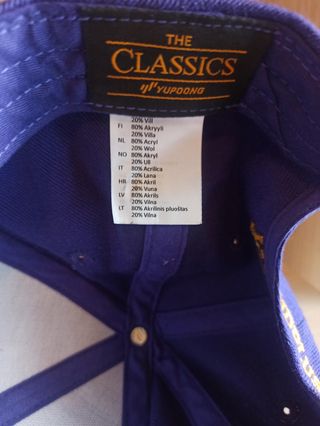 THE
CLASSICS
YUPOONG
20% Vill
FI 80% Akryyli
20% Villa
NL 80% Acryl
20% Wol
NO 80% Akryl
20% Ull
IT 80% Acrilica
20% Lana
HR 80% Akril
20% Vuna
LV 80% Akrils
20% Vilna
LT 80% Akrilinis pluoštas
20% Vilna